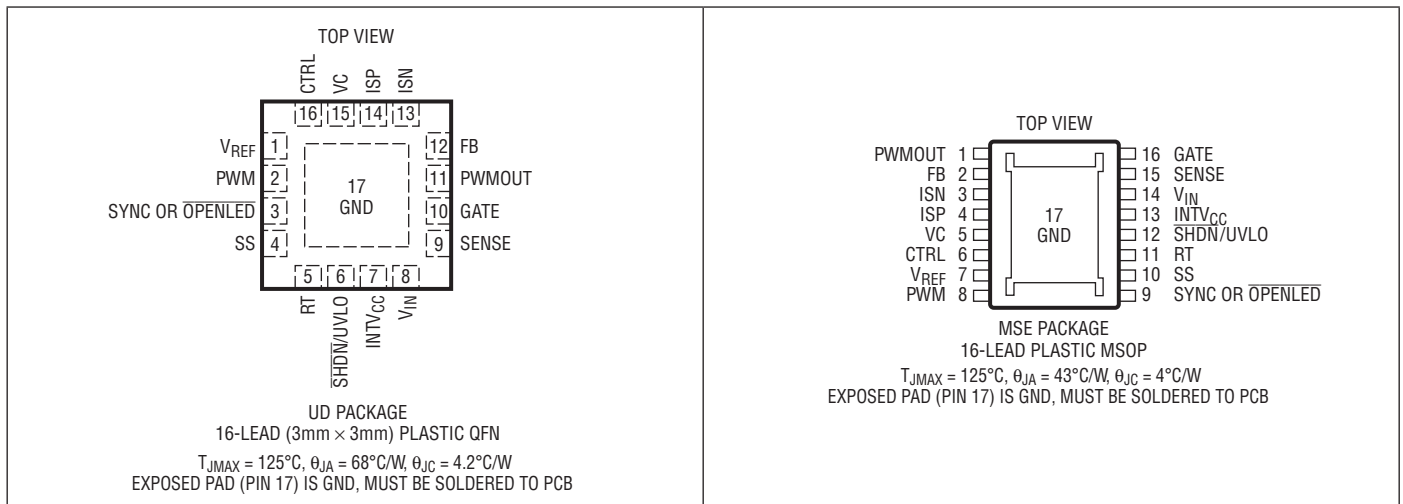 TOP VIEW
CTRL
VC
ISP
ISN
16 15 14 13
VREF 1
PWM 2
SYNC OR OPENLED 3
SS 4
17
GND
12 FB
11 PWMOUT
10 GATE
9 SENSE
5 6 7 8
RT
SHDN/UVLO
INTVCC
VIN
UD PACKAGE
16-LEAD (3mm × 3mm) PLASTIC QFN
TJMAX = 125°C, θJA = 68°C/W, θJC = 4.2°C/W
EXPOSED PAD (PIN 17) IS GND, MUST BE SOLDERED TO PCB
TOP VIEW
PWMOUT 1
FB 2
ISN 3
ISP 4
VC 5
CTRL 6
VREF 7
PWM 8
17
GND
16 GATE
15 SENSE
14 VIN
13 INTVCC
12 SHDN/UVLO
11 RT
10 SS
9 SYNC OR OPENLED
MSE PACKAGE
16-LEAD PLASTIC MSOP
TJMAX = 125°C, θJA = 43°C/W, θJC = 4°C/W
EXPOSED PAD (PIN 17) IS GND, MUST BE SOLDERED TO PCB